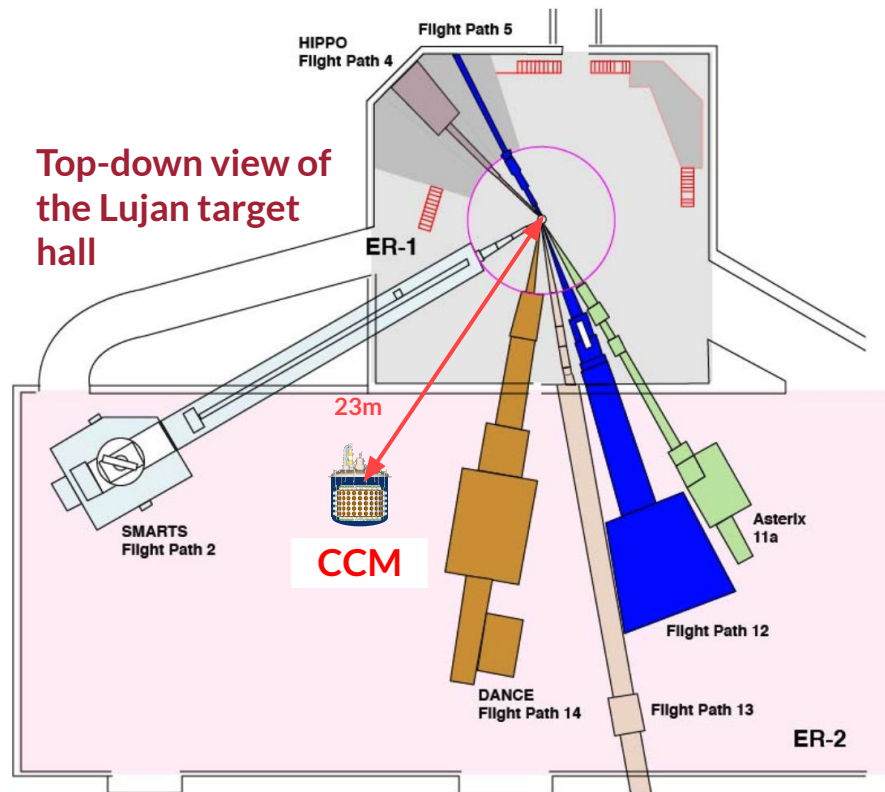 Flight Path 5
HIPPO
Flight Path 4
Top-down view of
the Lujan target
hall
ER-1
23m
CCM
SMARTS
Flight Path 2
Asterix
11a
Flight Path 12
DANCE
Flight Path 14
Flight Path 13
ER-2